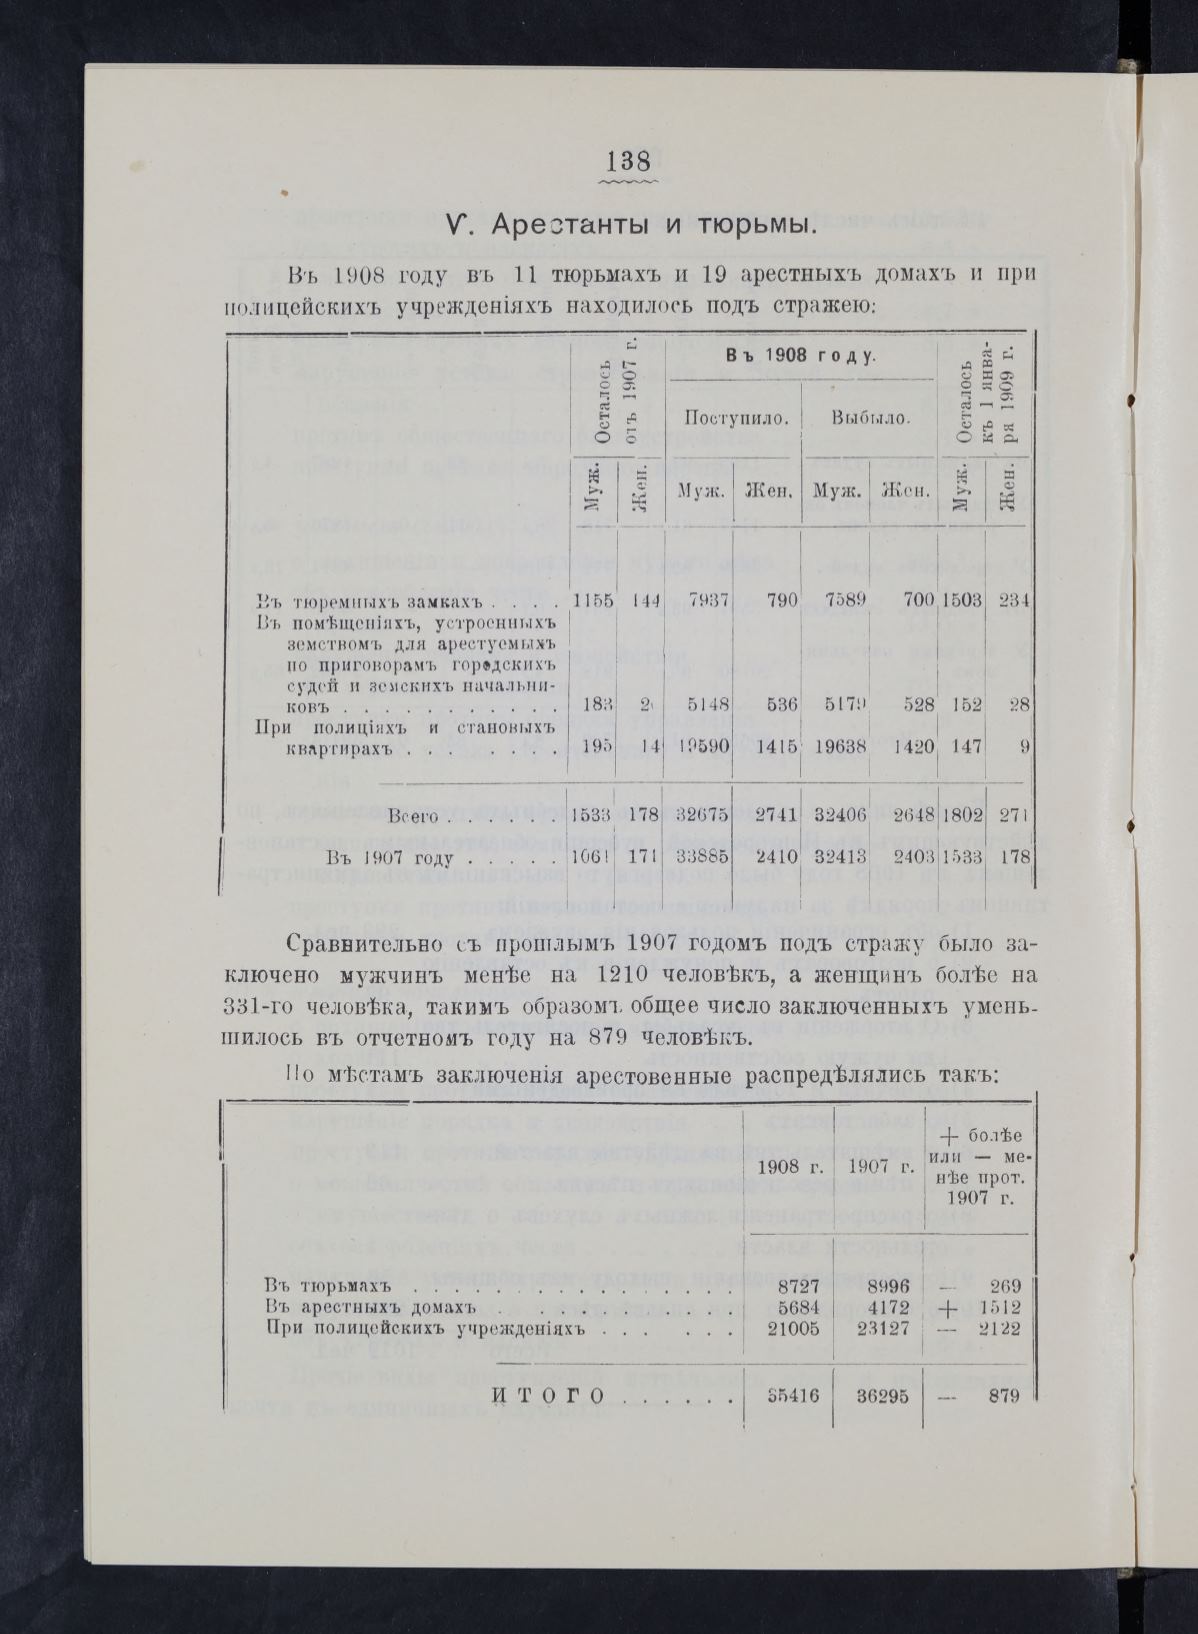 138
Ѵ. Арестанты и тюрьмы.
Въ 1908 году въ 11 тюрьмахъ и 19 арестныхъ домахъ и при
полицейскихъ учрежденіяхъ находилось подъ стражею:
Осталось отъ 1907 г.
Въ 1908 году.
Осталось къ 1 янва-
ря 1909 г.
Поступило. Выбыло.
Муж. Жен. Муж. Жен. Муж. Жен. Муж. Жен.
Въ тюремныхъ замкахъ . . . . 1155 144 7937 790 7589 700 1503 234
Въ помѣщеніяхъ, устроенныхъ
земствомъ для арестуемыхъ
по приговорамъ городскихъ
судей и земскихъ начальни-
ковъ . . . . . . . . . . . 183 5148 536 5179 528 152 28
При полиціяхъ и становыхъ
квартирахъ . . . . . . . . 195 14 19590 1415 19638 1420 147 9
Всего . . . . . . 1533 178 32675 2741 32406 2648 1802 271
Въ 1907 году . . . . . 1061 171 33885 2410 32413 2403 1533 178
Сравнительно съ прошлымъ 1907 годомъ подъ стражу было за-
ключено мужчинъ менѣе на 1210 человѣкъ, а женщинъ болѣе на
331-го человѣка, такимъ образомъ общее число заключенныхъ умень-
шилось въ отчетномъ году на 879 человѣкъ.
По мѣстамъ заключенія арестовенные распредѣлялись такъ:
1908 г. 1907 г. + болѣе
или — ме-
нѣе прот.
1907 г.
Въ тюрьмахъ . . . . . . . . . . . . . . . 8727 8996 — 269
Въ арестныхъ домахъ . . . . . . . . . . . 5684 4172 + 1512
При полицейскихъ учрежденіяхъ . . . . . . 21005 23127 — 2122
ИТОГО . . . . . . 35416 36295 — 879